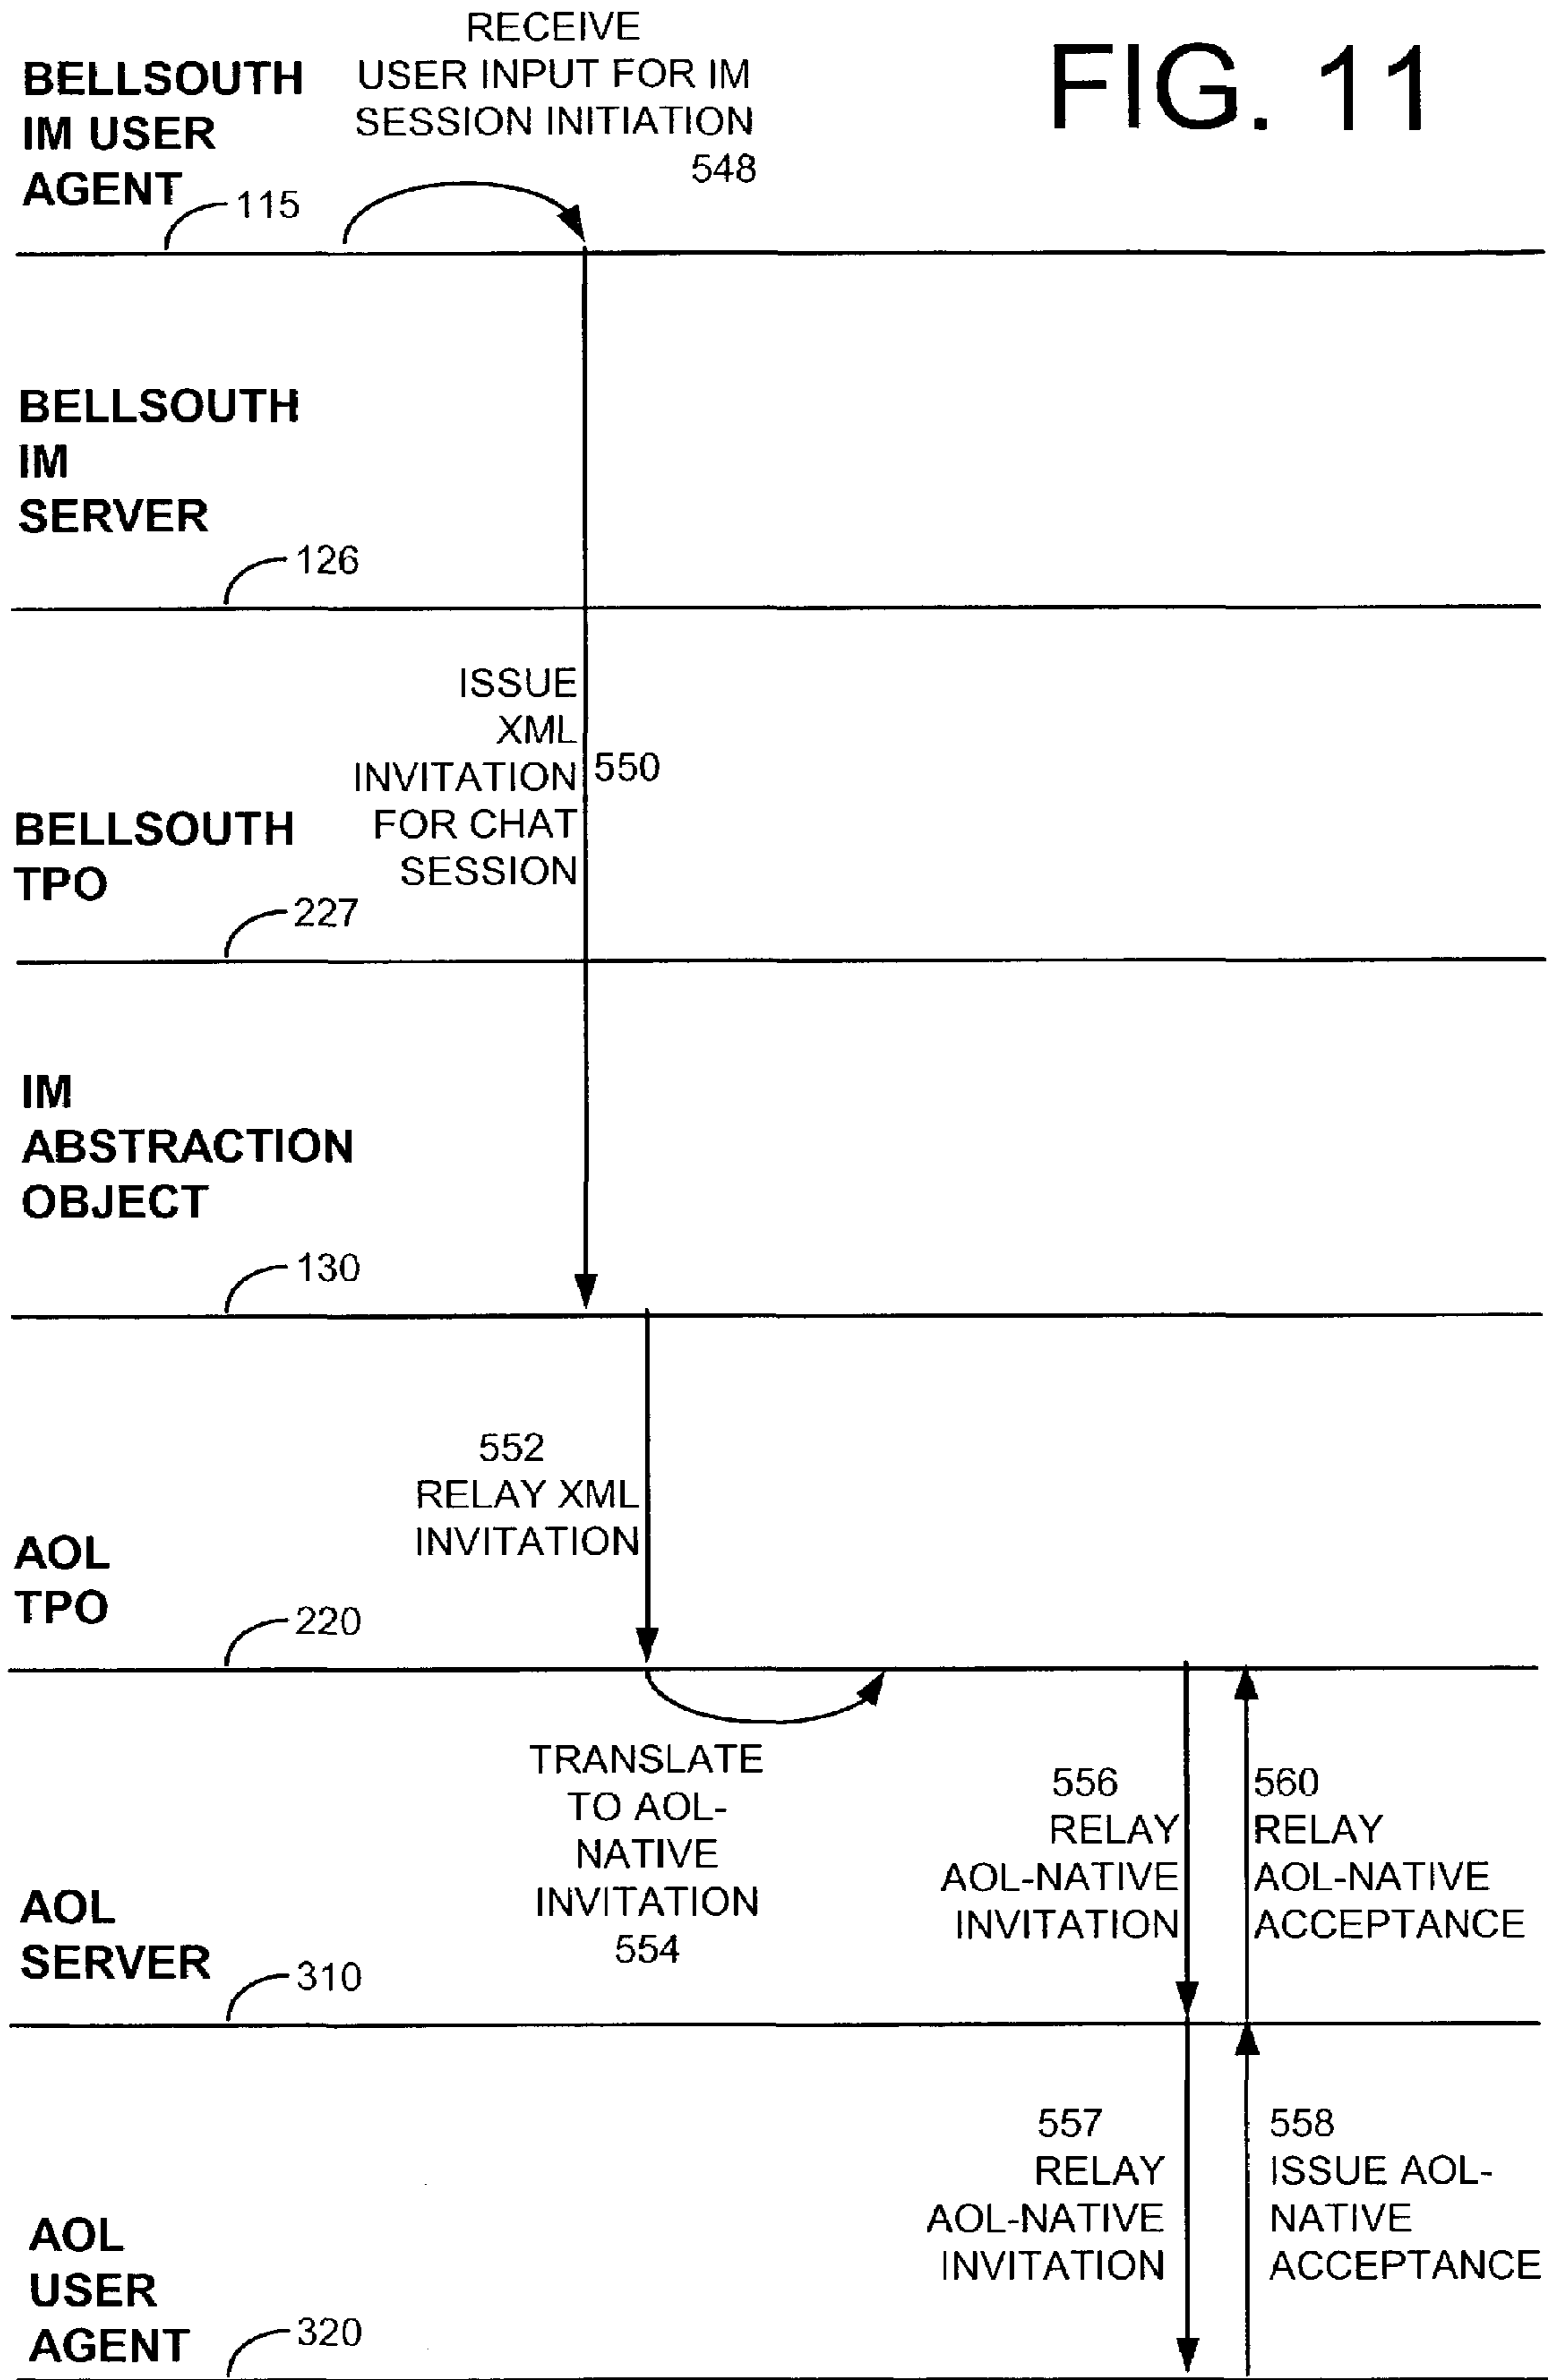 RECEIVE
USER INPUT FOR IM
SESSION INITIATION
548
FIG. 11
BELLSOUTH
IM USER
AGENT
115
BELLSOUTH
IM
SERVER
126
ISSUE
XML
INVITATION
FOR CHAT
SESSION
550
BELLSOUTH
TPO
227
IM
ABSTRACTION
OBJECT
130
552
RELAY XML
INVITATION
AOL
TPO
220
TRANSLATE
TO AOL-
NATIVE
INVITATION
554
556
RELAY
AOL-NATIVE
INVITATION
560
RELAY
AOL-NATIVE
ACCEPTANCE
AOL
SERVER
310
557
RELAY
AOL-NATIVE
INVITATION
558
ISSUE AOL-
NATIVE
ACCEPTANCE
AOL
USER
AGENT
320